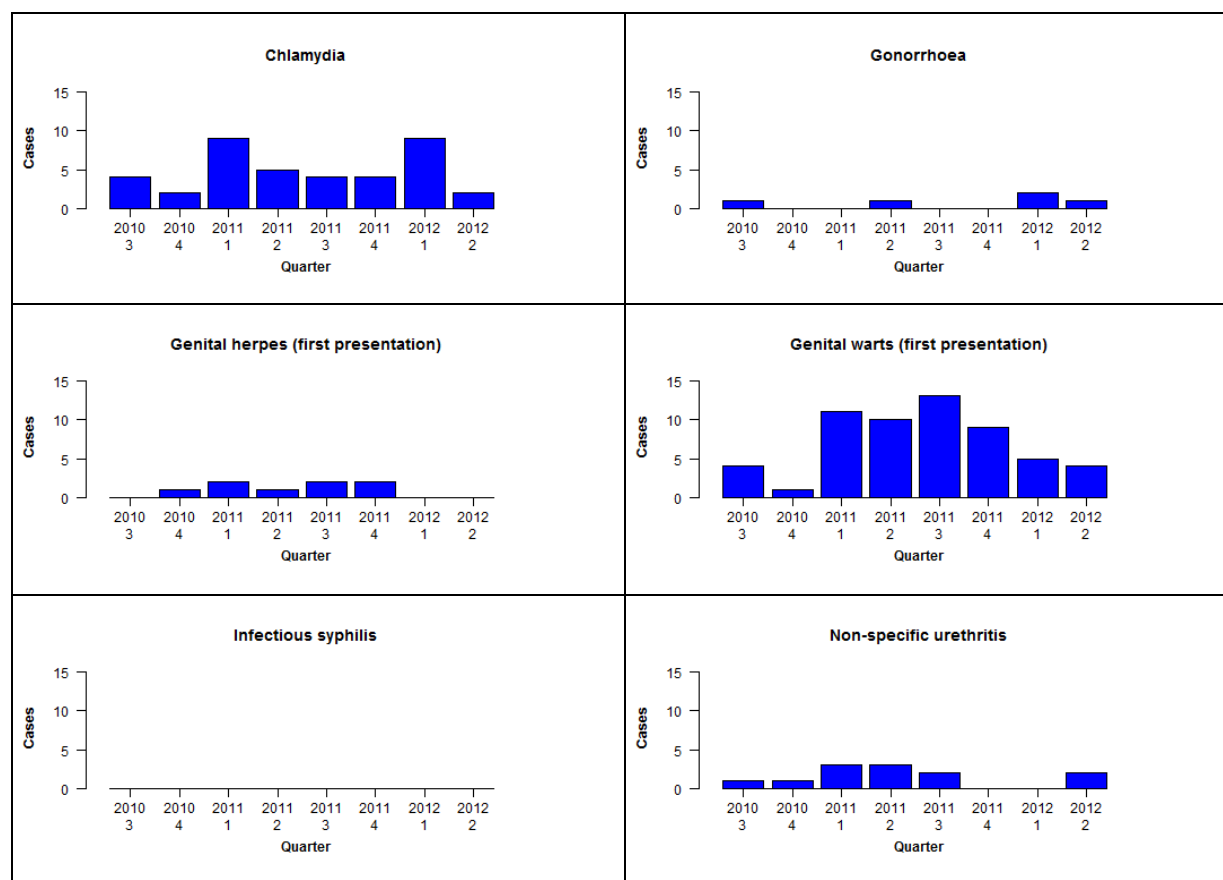 Chlamydia
15
10
5
0
Cases
2010 2010 2011 2011 2011 2011 2012 2012
3 4 1 2 3 4 1 2
Quarter
Gonorrhoea
15
10
5
0
Cases
2010 2010 2011 2011 2011 2011 2012 2012
3 4 1 2 3 4 1 2
Quarter
Genital herpes (first presentation)
15
10
5
0
Cases
2010 2010 2011 2011 2011 2011 2012 2012
3 4 1 2 3 4 1 2
Quarter
Genital warts (first presentation)
15
10
5
0
Cases
2010 2010 2011 2011 2011 2011 2012 2012
3 4 1 2 3 4 1 2
Quarter
Infectious syphilis
15
10
5
0
Cases
2010 2010 2011 2011 2011 2011 2012 2012
3 4 1 2 3 4 1 2
Quarter
Non-specific urethritis
15
10
5
0
Cases
2010 2010 2011 2011 2011 2011 2012 2012
3 4 1 2 3 4 1 2
Quarter